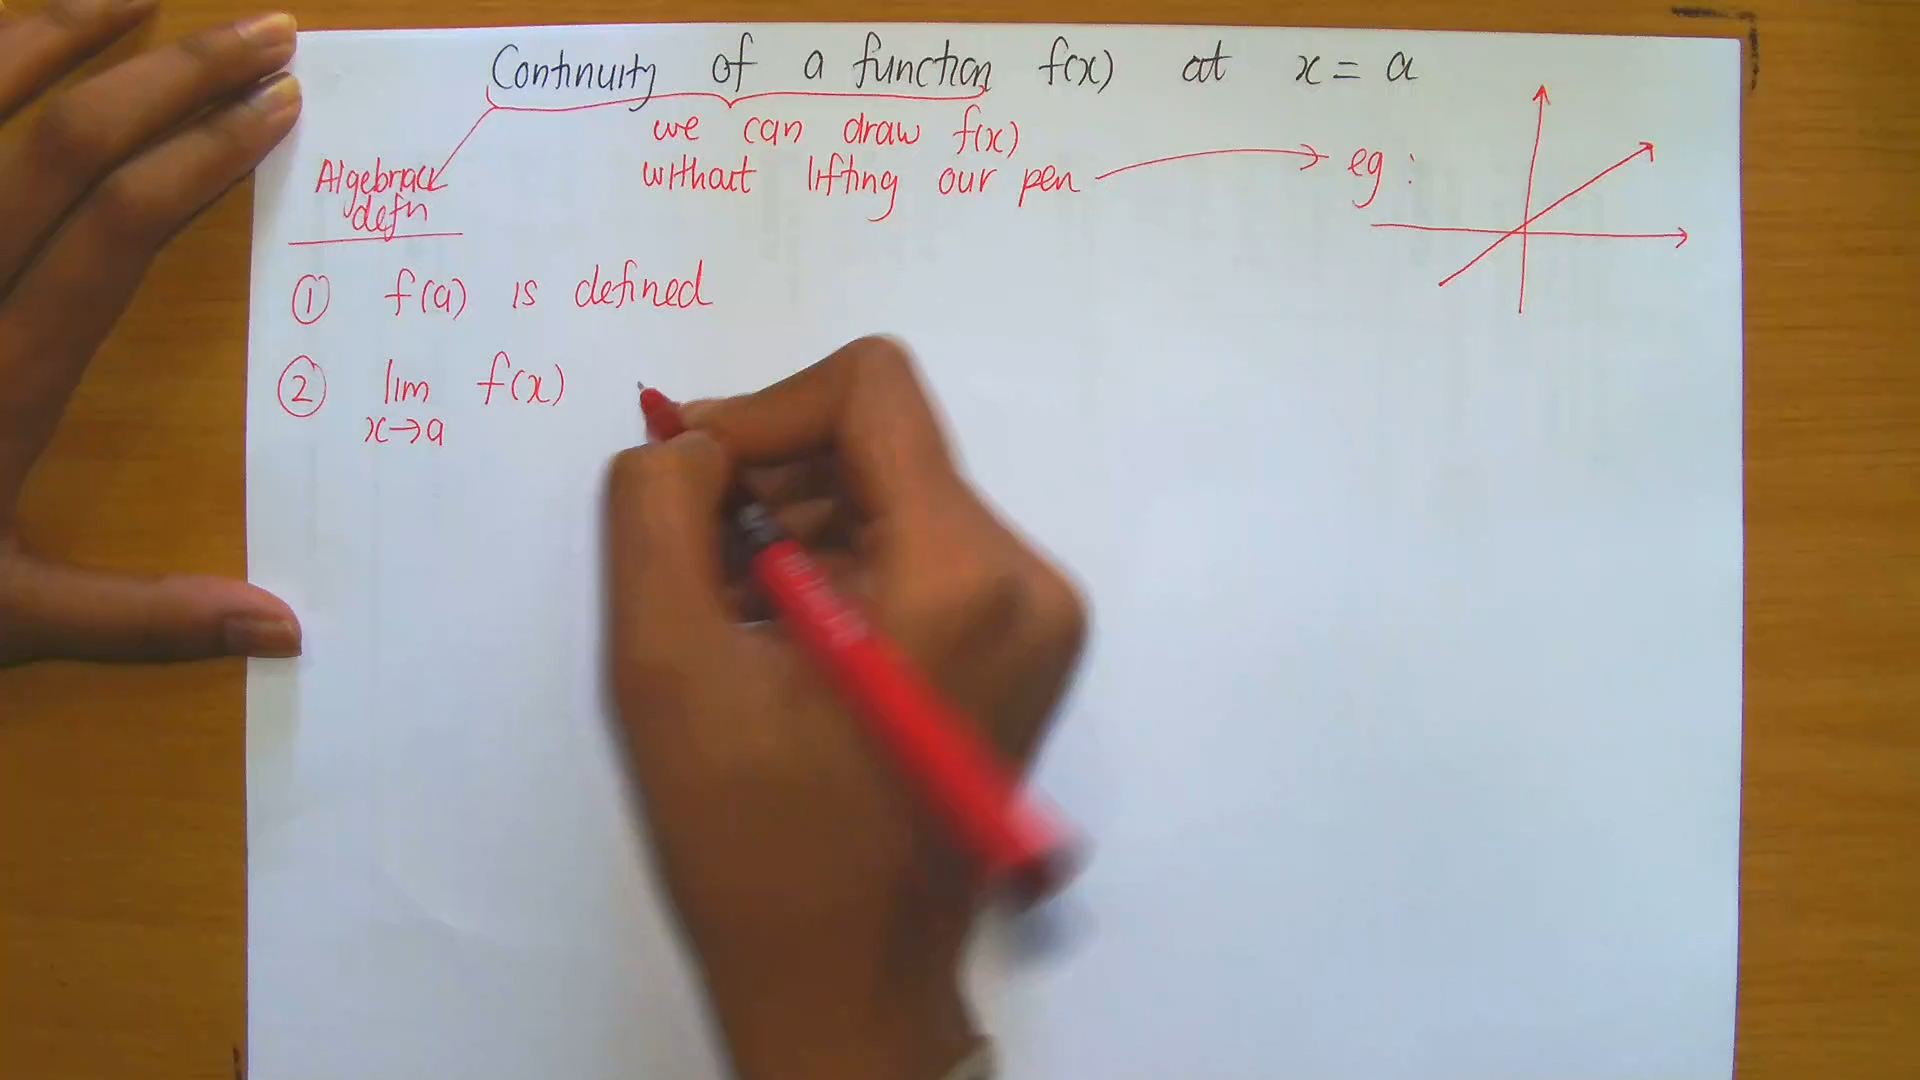 Continuity of a function f(x) at x = a
we can draw f(x)
without lifting our pen → eg :
Algebraic
defn
① f(a) is defined
② lim f(x)
x→a